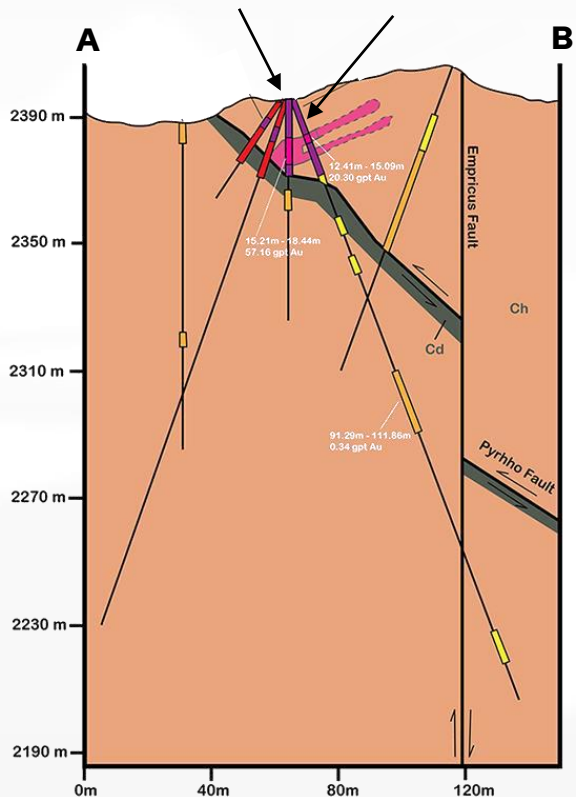 A
B
2390 m
2350 m
2310 m
2270 m
2230 m
2190 m
12.41m - 15.09m
20.30 gpt Au
15.21m - 18.44m
57.16 gpt Au
91.29m - 111.86m
0.34 gpt Au
Empricus Fault
Ch
Cd
Pyrhho Fault
0m
40m
80m
120m